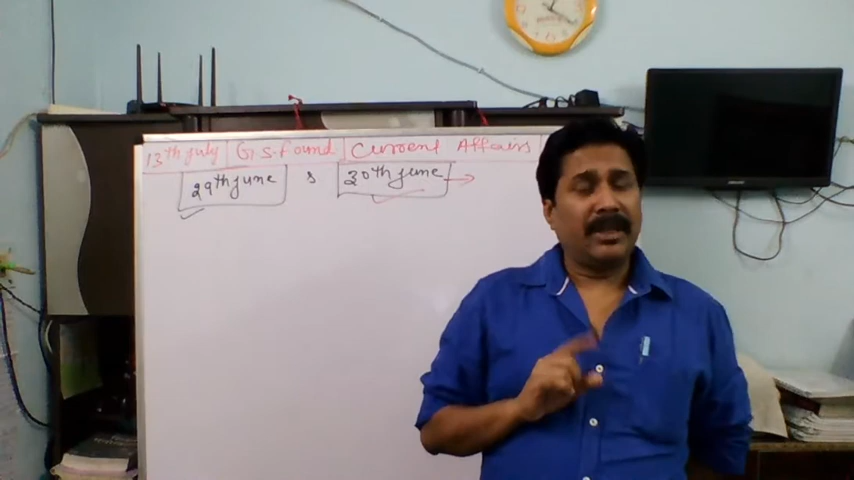 13th July | G.S. Found | Current Affairs
29th June & 30th June →